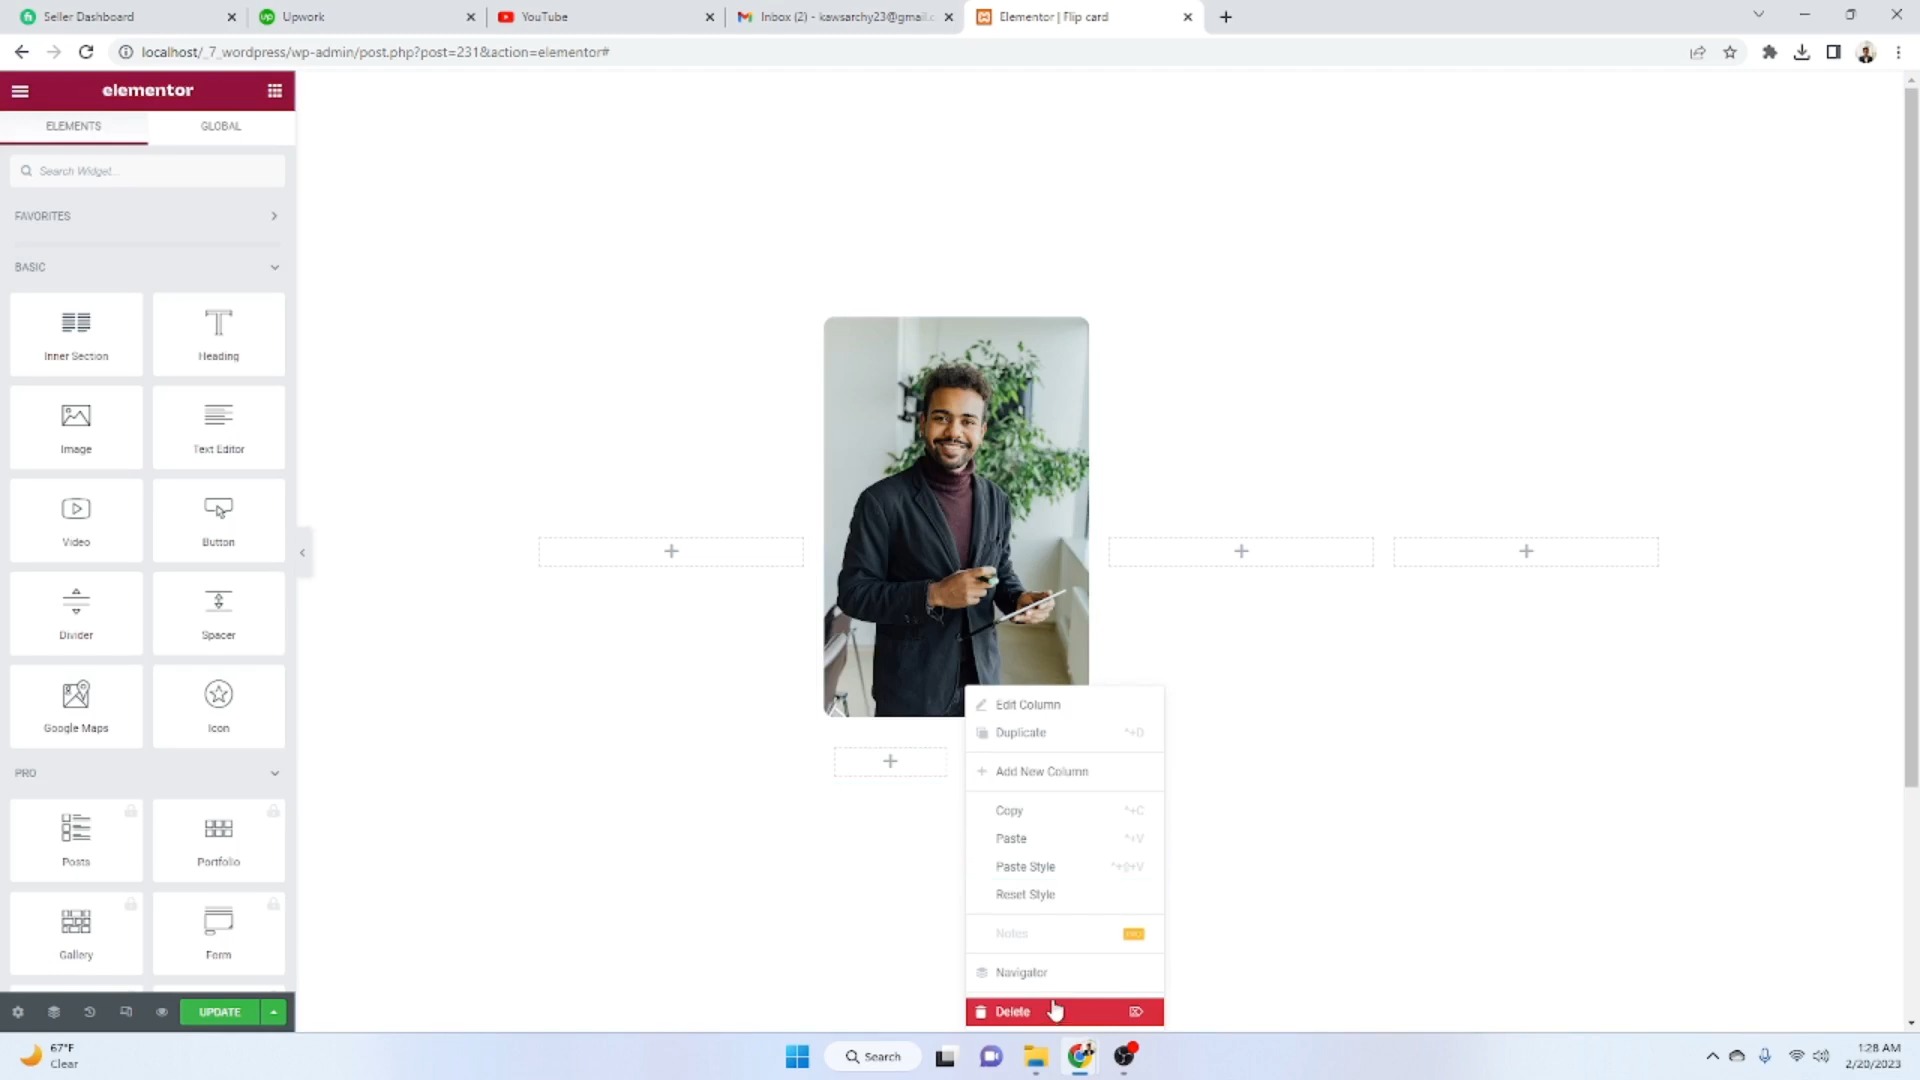 Seller Dashboard
Upwork
YouTube
Inbox (2) - kawsarchy23@gmail.c
Elementor | Flip card
localhost/_7_wordpress/wp-admin/post.php?post=231&action=elementor#
elementor
ELEMENTS
GLOBAL
Search Widget...
FAVORITES
BASIC
Inner Section
Heading
Image
Text Editor
Video
Button
Divider
Spacer
Google Maps
Icon
PRO
Posts
Portfolio
Gallery
Form
UPDATE
Edit Column
Duplicate ^+D
Add New Column
Copy ^+C
Paste ^+V
Paste Style ^+⇧+V
Reset Style
Notes
Navigator
Delete
67°F
Clear
Search
1:28 AM
2/20/2023